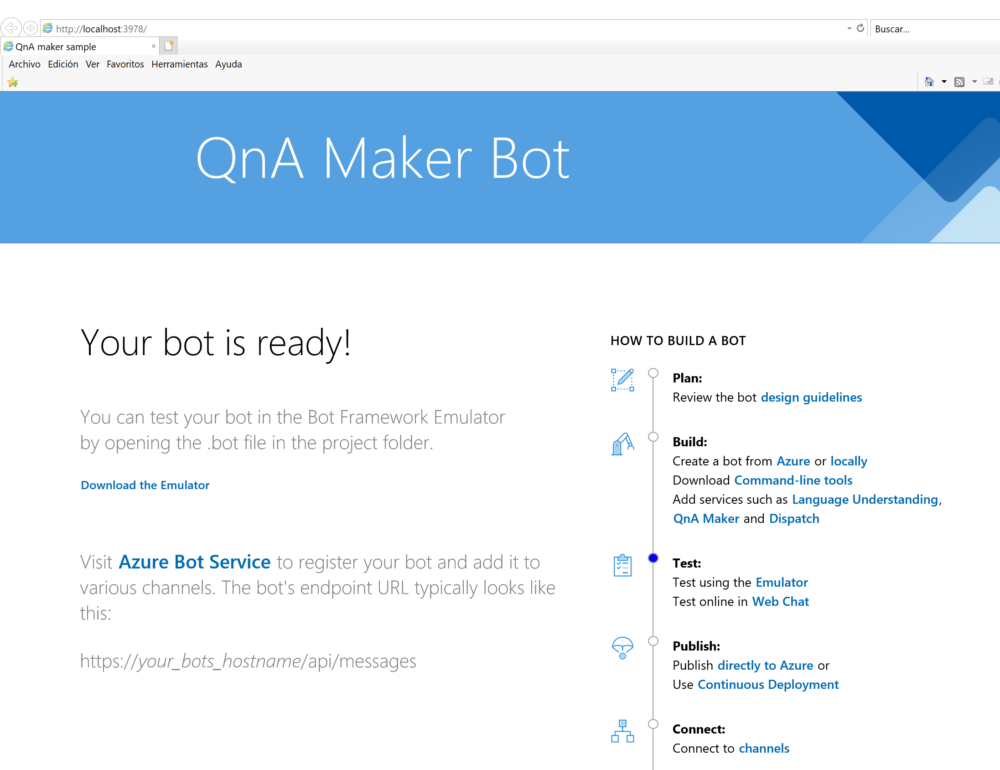 http://localhost:3978/
Buscar...
QnA maker sample
Archivo Edición Ver Favoritos Herramientas Ayuda
QnA Maker Bot
Your bot is ready!
You can test your bot in the Bot Framework Emulator
by opening the .bot file in the project folder.
Download the Emulator
Visit Azure Bot Service to register your bot and add it to
various channels. The bot's endpoint URL typically looks like
this:
https://your_bots_hostname/api/messages
HOW TO BUILD A BOT
Plan:
Review the bot design guidelines
Build:
Create a bot from Azure or locally
Download Command-line tools
Add services such as Language Understanding,
QnA Maker and Dispatch
Test:
Test using the Emulator
Test online in Web Chat
Publish:
Publish directly to Azure or
Use Continuous Deployment
Connect:
Connect to channels